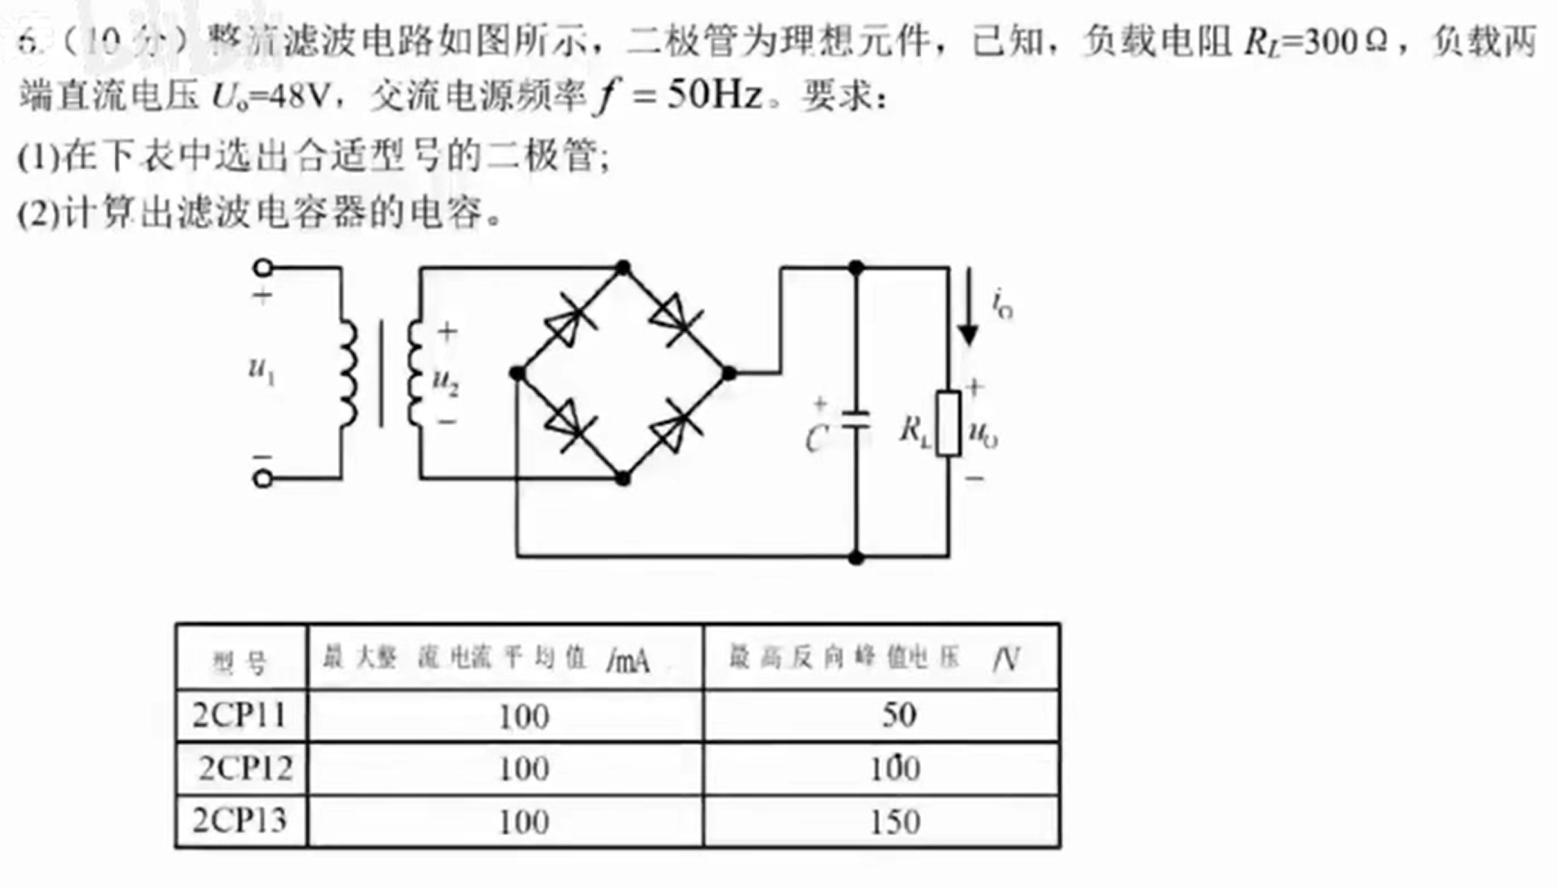 6.（10 分）整流滤波电路如图所示，二极管为理想元件，已知，负载电阻 R_L=300Ω，负载两
端直流电压 U_o=48V，交流电源频率 f = 50Hz。要求：
(1)在下表中选出合适型号的二极管;
(2)计算出滤波电容器的电容。
+
u₁
−
+
u₂
−
+
C
R_L
i_O
+
u_O
−
型号 最大整流电流平均值 /mA 最高反向峰值电压 /V
2CP11 100 50
2CP12 100 100
2CP13 100 150